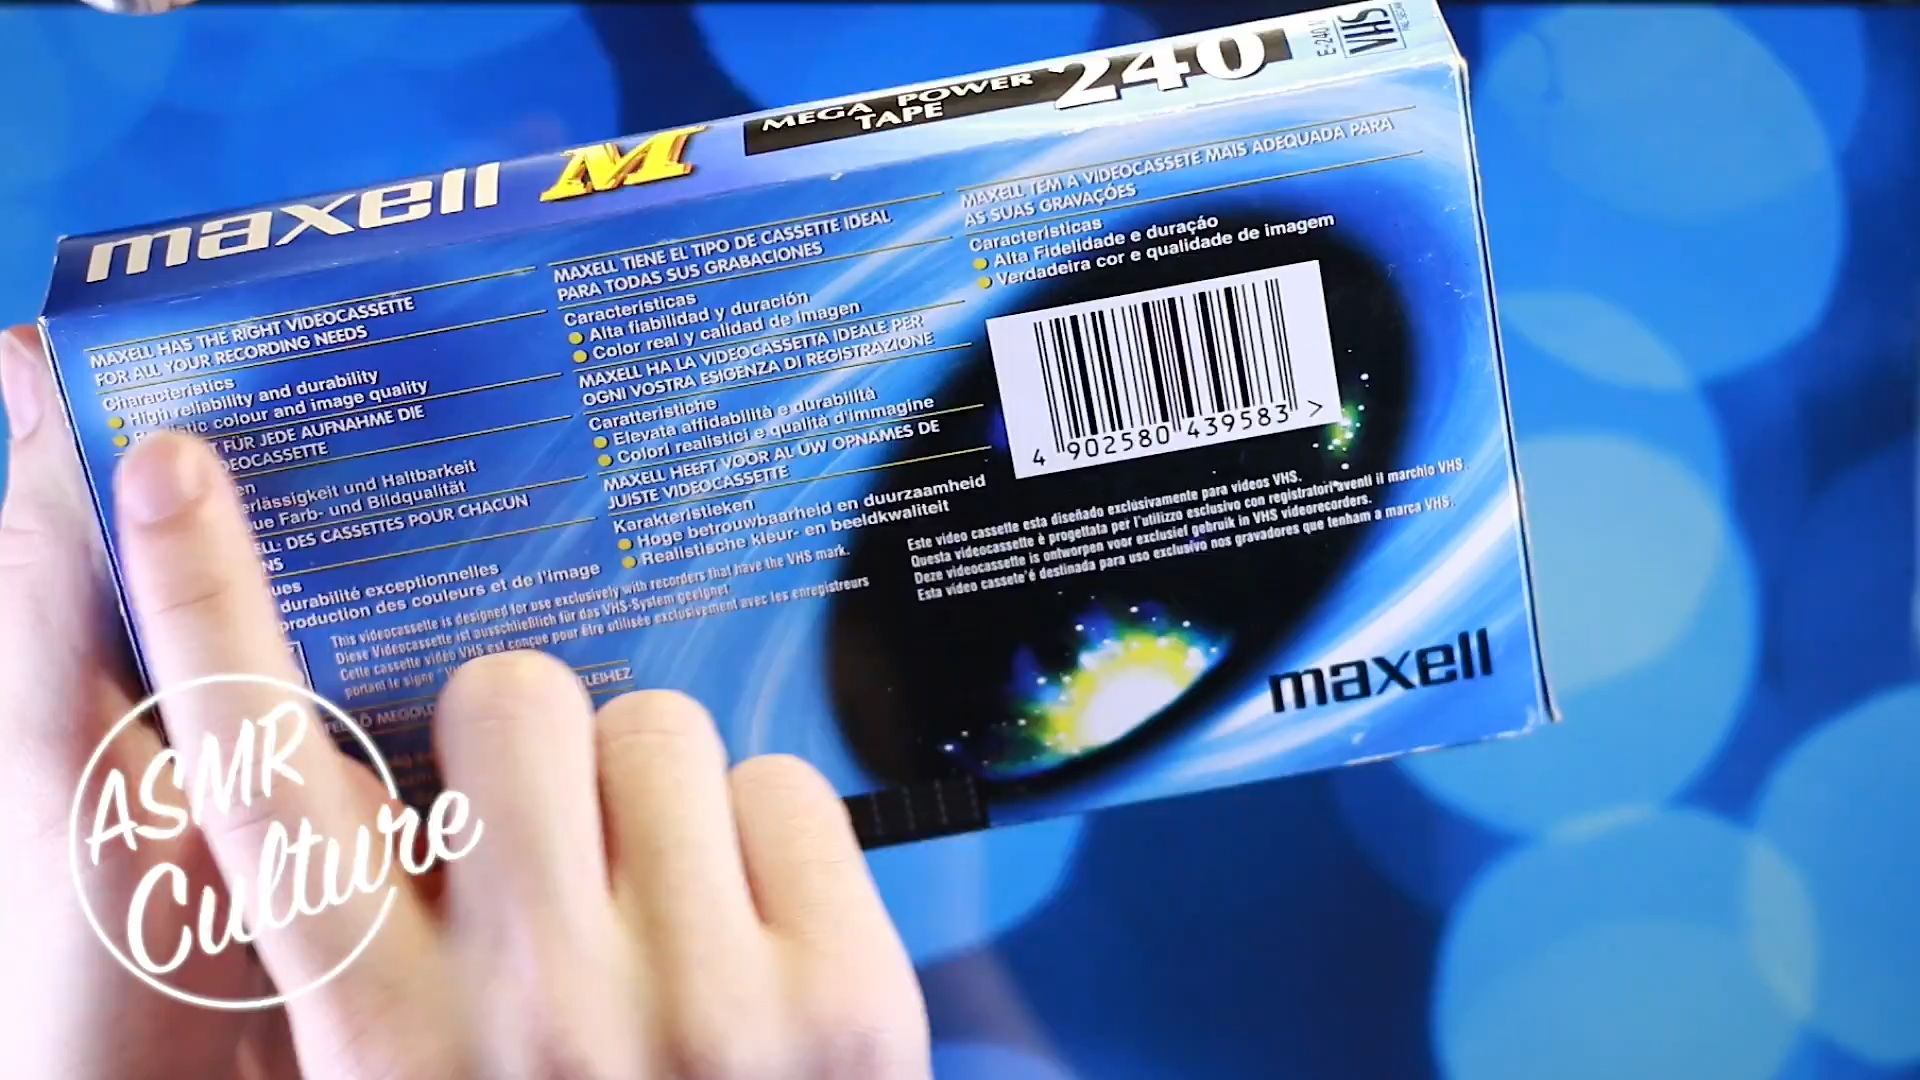 maxell M MEGA POWER TAPE 240
VHS
E-240
MAXELL HAS THE RIGHT VIDEOCASSETTE
FOR ALL YOUR RECORDING NEEDS
Characteristics
High reliability and durability
colour and image quality
FÜR JEDE AUFNAHME DIE
erlässigkeit und Haltbarkeit
Farb- und Bildqualität
DES CASSETTES POUR CHACUN
durabilité exceptionnelles
production des couleurs et de l'image
MAXELL TIENE EL TIPO DE CASSETTE IDEAL
PARA TODAS SUS GRABACIONES
Características
Alta fiabilidad y duración
Color real y calidad de imagen
MAXELL HA LA VIDEOCASSETTA IDEALE PER
OGNI VOSTRA ESIGENZA DI REGISTRAZIONE
Caratteristiche
Elevata affidabilità e durabilità
Colori realistici e qualità d'immagine
MAXELL HEEFT VOOR AL UW OPNAMES DE
JUISTE VIDEOCASSETTE
Karakteristieken
Hoge betrouwbaarheid en duurzaamheid
Realistische kleur- en beeldkwaliteit
MAXELL TEM A VIDEOCASSETE MAIS ADEQUADA PARA
AS SUAS GRAVAÇÕES
Características
Alta Fidelidade e duração
Verdadeira cor e qualidade de imagem
4 902580 439583 >
This videocassette is designed for use exclusively with recorders that have the VHS mark.
Diese Videocassette ist ausschließlich für das VHS-System geeignet.
Cette cassette vidéo VHS est conçue pour être utilisée exclusivement avec les enregistreurs
portant le signe
Este video cassette esta diseñado exclusivamente para videos VHS.
Questa videocassette è progettata per l'utilizzo esclusivo con registratori aventi il marchio VHS.
Deze videocassette is ontworpen voor exclusief gebruik in VHS videorecorders.
Esta video cassete é destinada para uso exclusivo nos gravadores que tenham a marca VHS.
maxell
ASMR
Culture